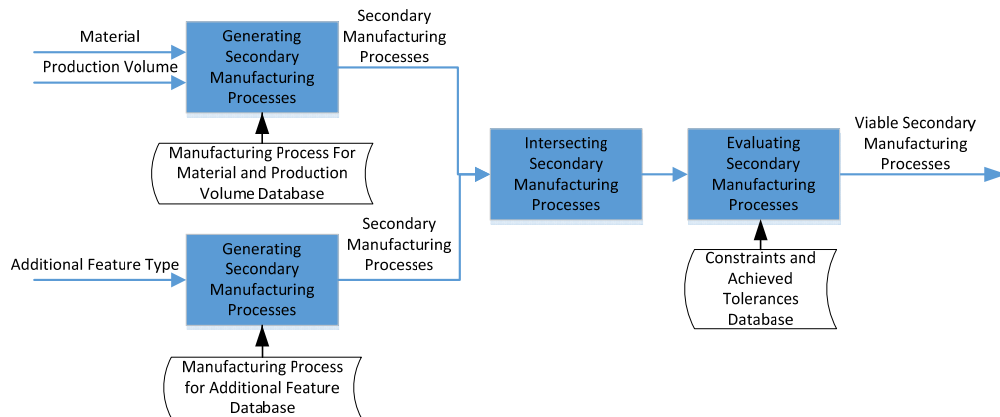 Material
Production Volume
Generating
Secondary
Manufacturing
Processes
Secondary
Manufacturing
Processes
Manufacturing Process For
Material and Production
Volume Database
Additional Feature Type
Generating
Secondary
Manufacturing
Processes
Secondary
Manufacturing
Processes
Manufacturing Process
for Additional Feature
Database
Intersecting
Secondary
Manufacturing
Processes
Evaluating
Secondary
Manufacturing
Processes
Constraints and
Achieved
Tolerances
Database
Viable Secondary
Manufacturing
Processes